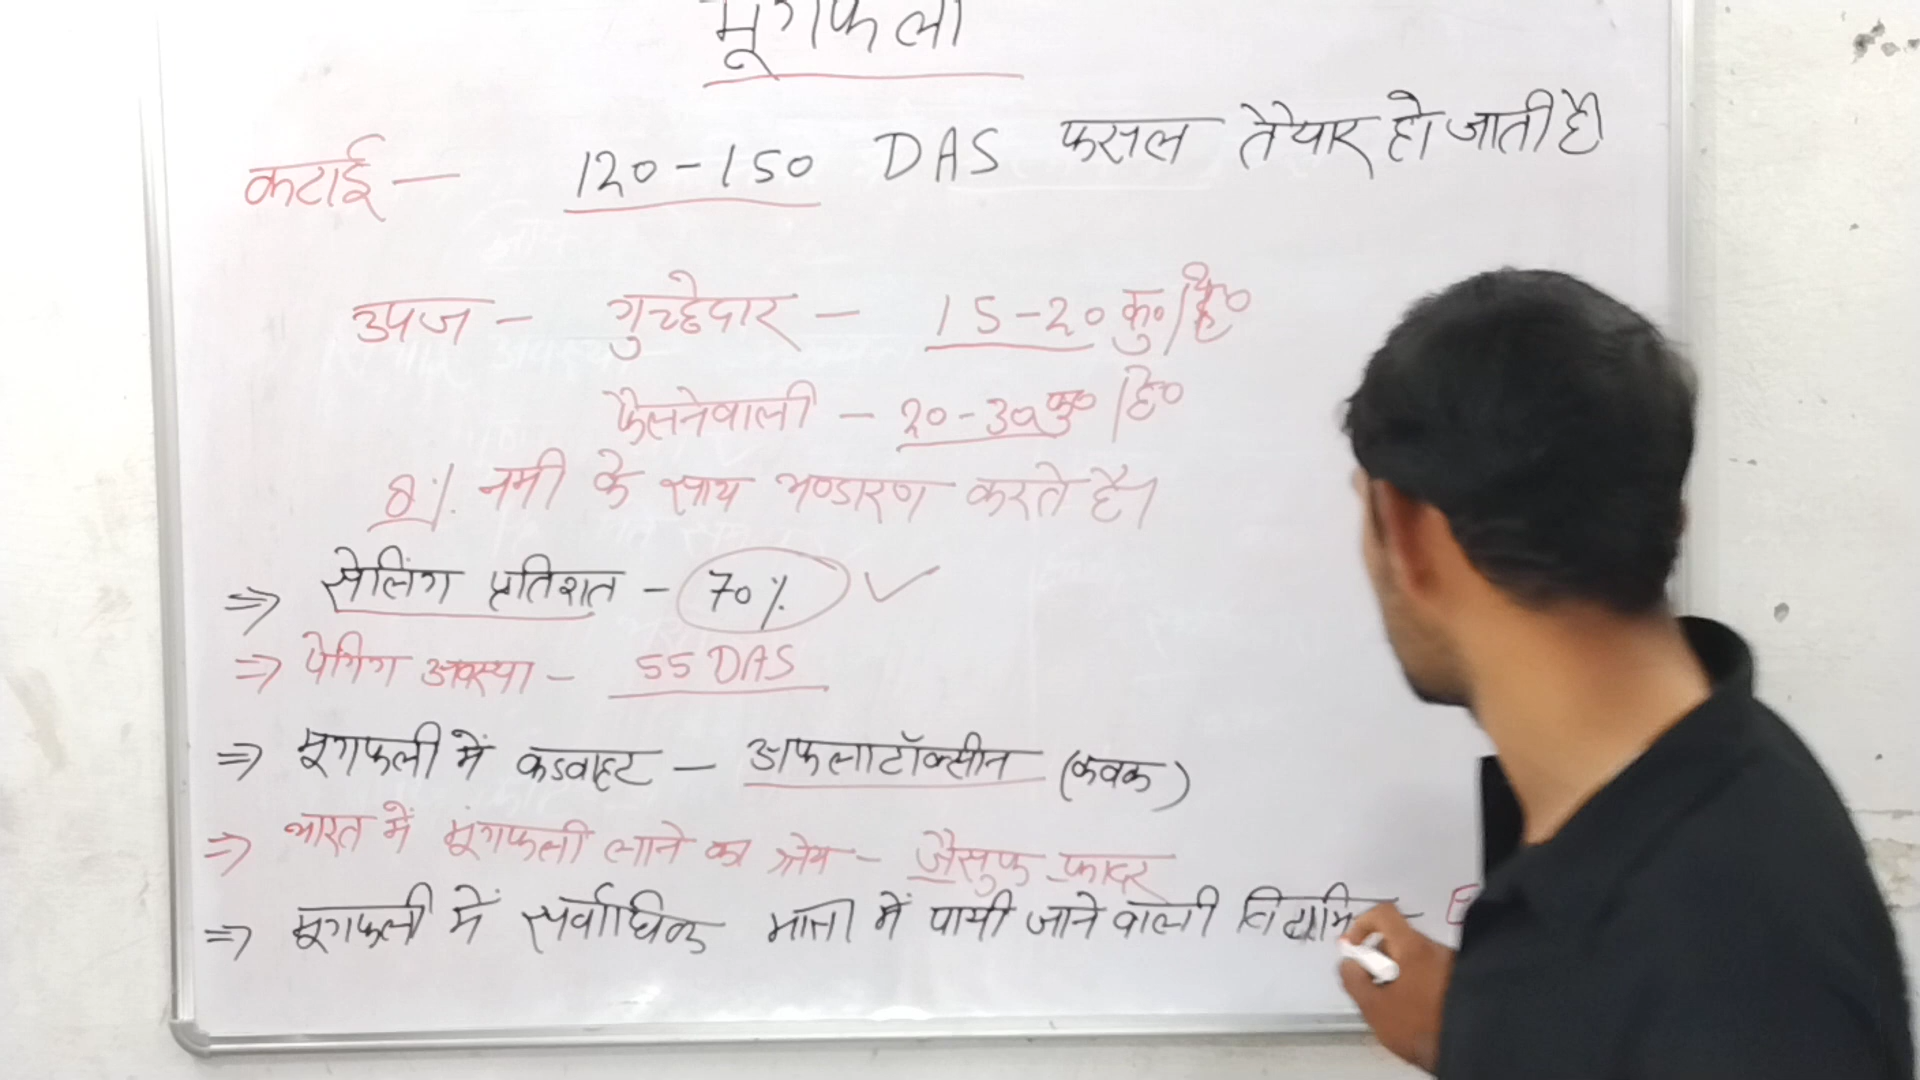 मूंगफली
कटाई — 120-150 DAS फसल तैयार हो जाती है।
उपज - गुच्छेदार - 15-20 कु०/हे०
फैलनेवाली - 20-30 कु०/हे०
8% नमी के साथ भण्डारण करते है।
⇒ सेलिंग प्रतिशत - 70% ✓
⇒ पेगिंग अवस्था - 55 DAS
⇒ मूगफली में कडवाहट - अफलाटॉक्सीन (कवक)
⇒ भारत में मूंगफली लाने का श्रेय - जैसुफ फादर
⇒ मूगफली में सर्वाधिक मात्रा में पायी जाने वाली